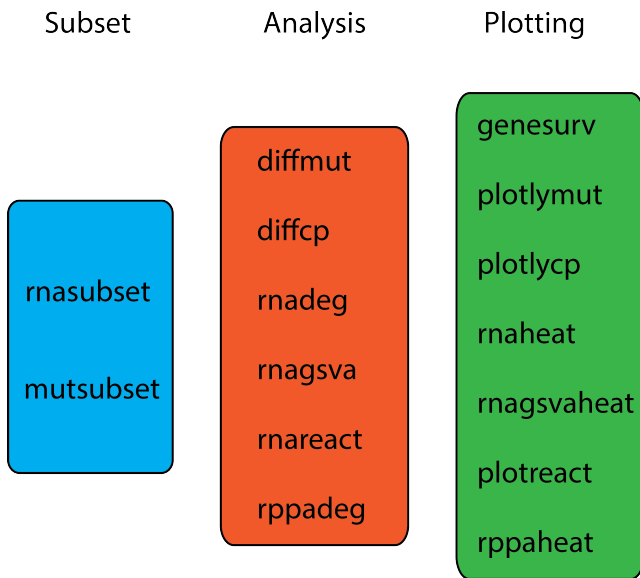 Subset
Analysis
Plotting
rnasubset
mutsubset
diffmut
diffcp
rnadeg
rnagsva
rnareact
rppadeg
genesurv
plotlymut
plotlycp
rnaheat
rnagsvaheat
plotreact
rppaheat